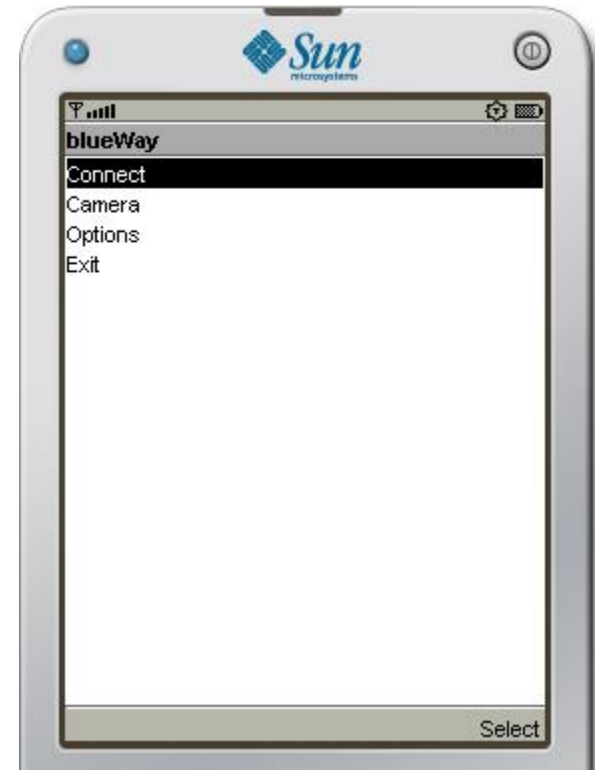 Sun
microsystems
blueWay
Connect
Camera
Options
Exit
Select